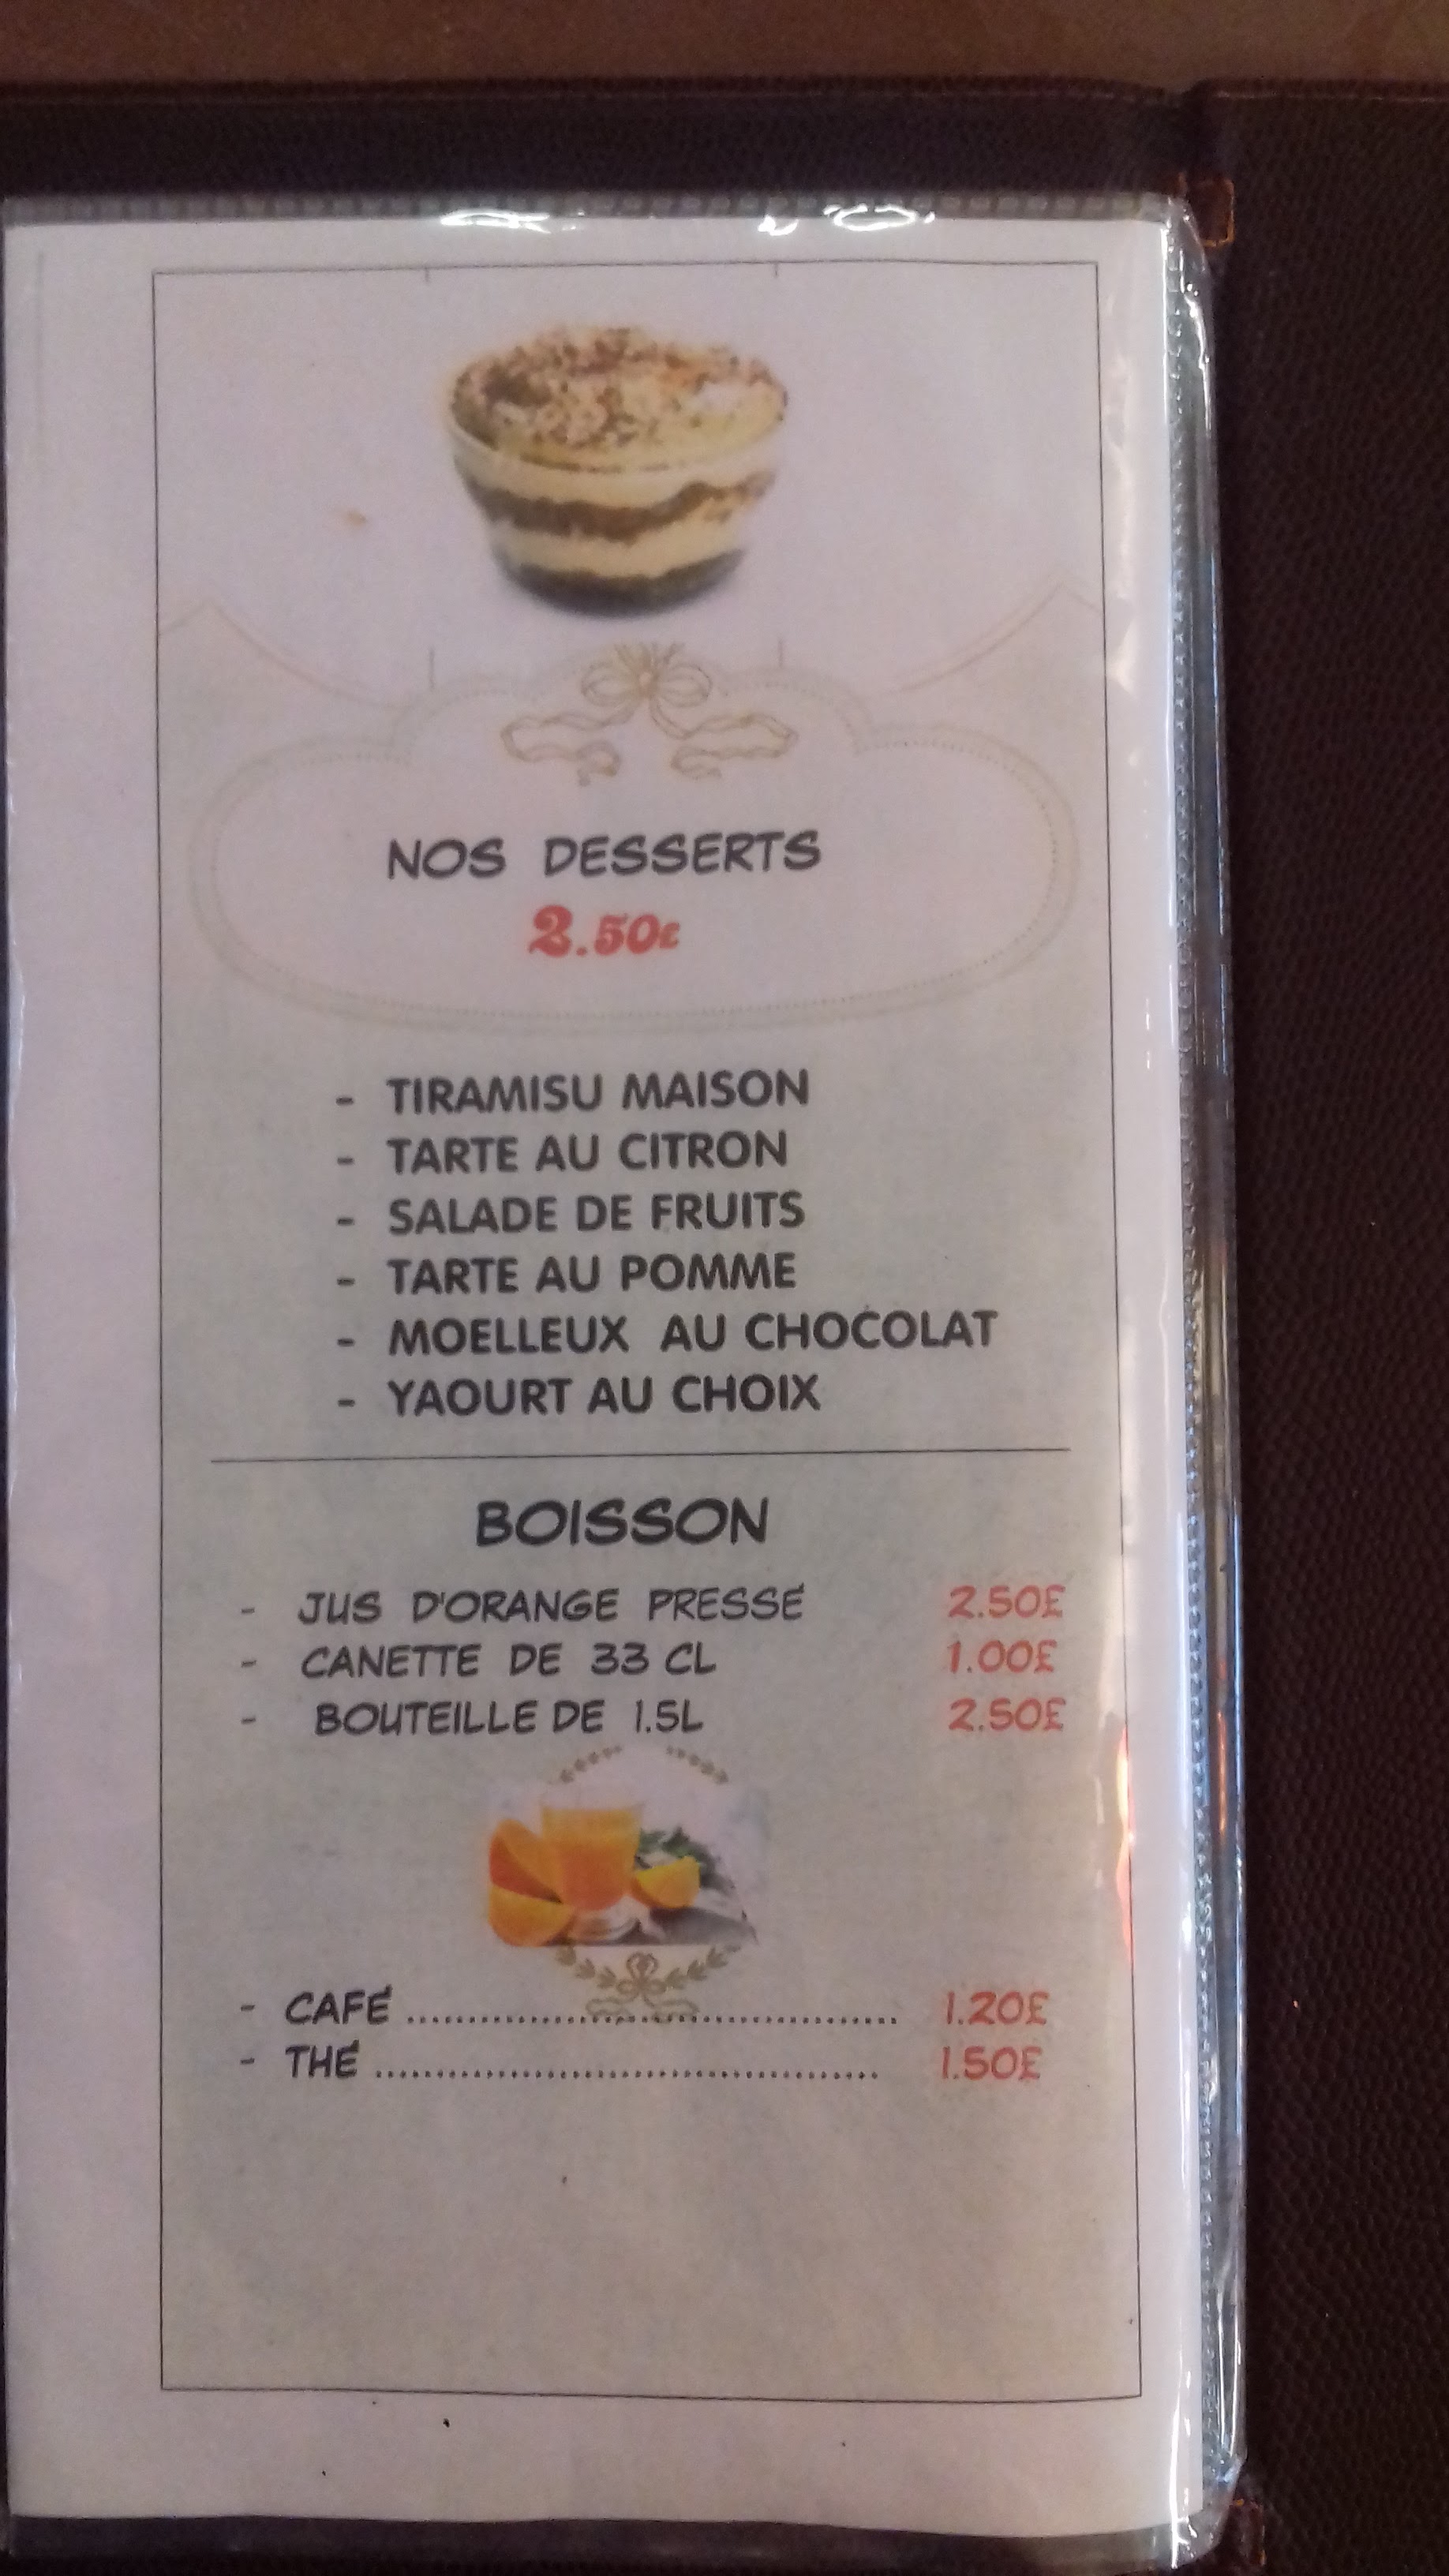 NOS DESSERTS
2.50€
- TIRAMISU MAISON
- TARTE AU CITRON
- SALADE DE FRUITS
- TARTE AU POMME
- MOELLEUX AU CHOCOLAT
- YAOURT AU CHOIX
BOISSON
- JUS D'ORANGE PRESSÉ 2.50£
- CANETTE DE 33 CL 1.00£
- BOUTEILLE DE 1.5L 2.50£
- CAFÉ ........................................ 1.20£
- THÉ ......................................... 1.50£